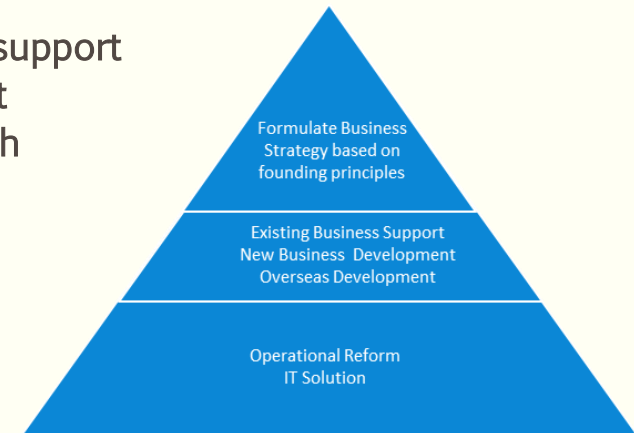 support
t
h
Formulate Business
Strategy based on
founding principles
Existing Business Support
New Business Development
Overseas Development
Operational Reform
IT Solution